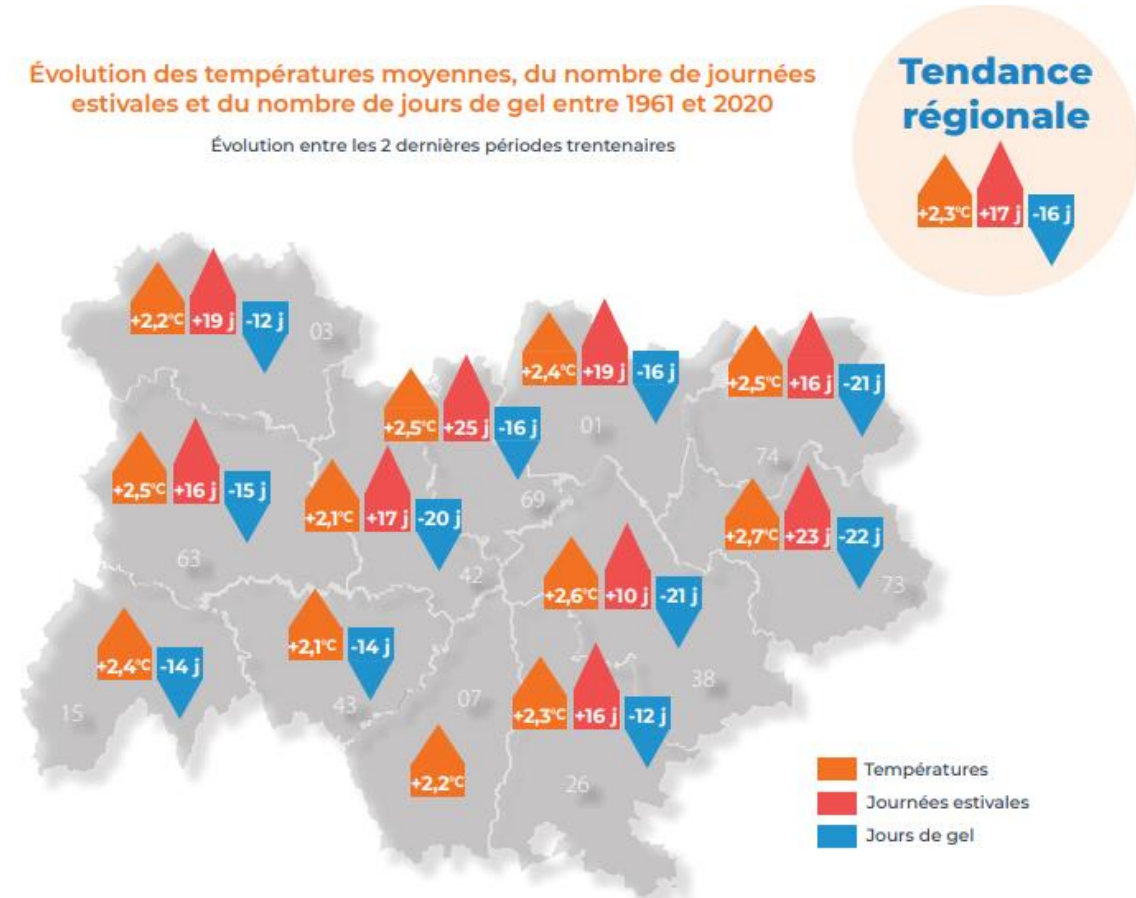 Évolution des températures moyennes, du nombre de journées
estivales et du nombre de jours de gel entre 1961 et 2020
Évolution entre les 2 dernières périodes trentenaires
Tendance
régionale
+2,3°C +17 j -16 j
+2,2°C +19 j -12 j
03
+2,4°C +19 j -16 j
01
+2,5°C +16 j -21 j
74
+2,5°C +25 j -16 j
69
+2,5°C +16 j -15 j
63
+2,1°C +17 j -20 j
42
+2,7°C +23 j -22 j
73
+2,6°C +10 j -21 j
38
+2,4°C -14 j
15
+2,1°C -14 j
43
07
+2,2°C
+2,3°C +16 j -12 j
26
Températures
Journées estivales
Jours de gel